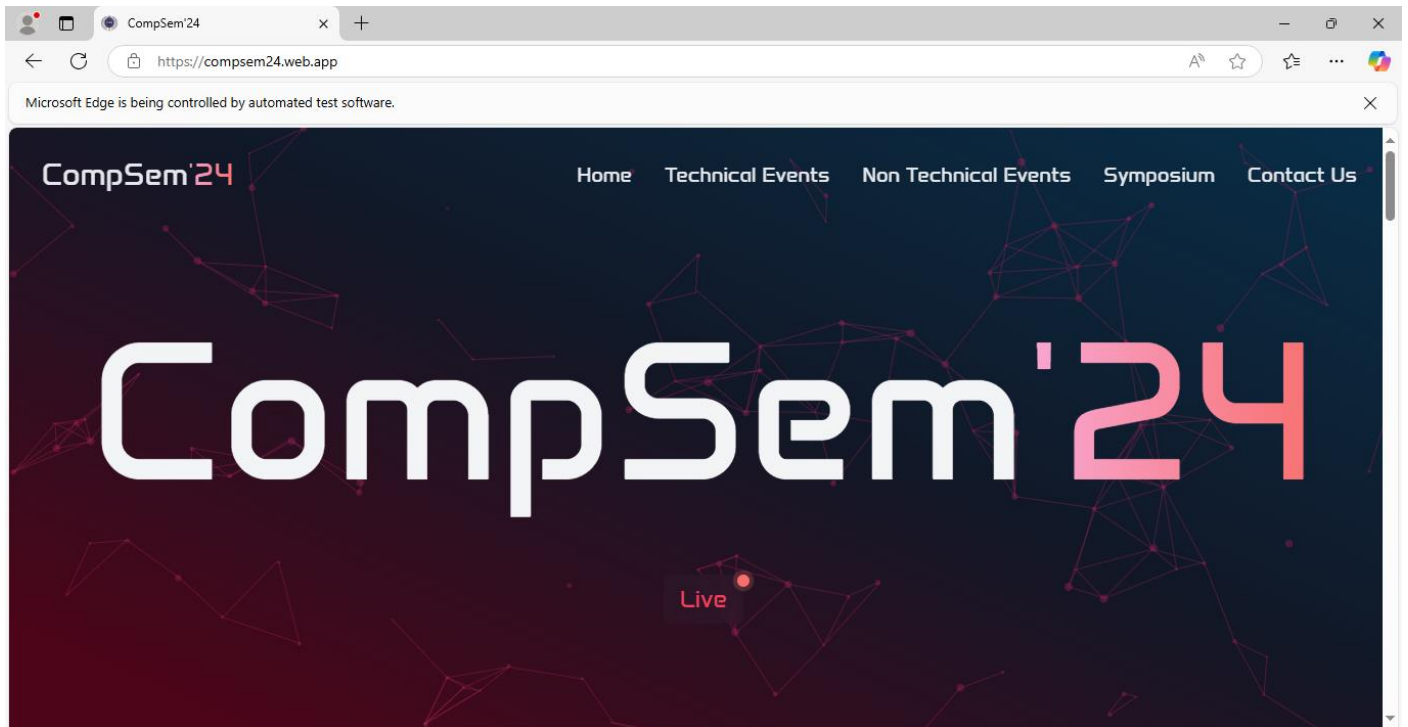 CompSem'24
https://compsem24.web.app
Microsoft Edge is being controlled by automated test software.
CompSem'24 Home Technical Events Non Technical Events Symposium Contact Us
CompSem'24
Live